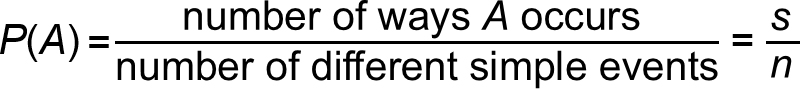 P(A) = number of ways A occurs / number of different simple events = s / n